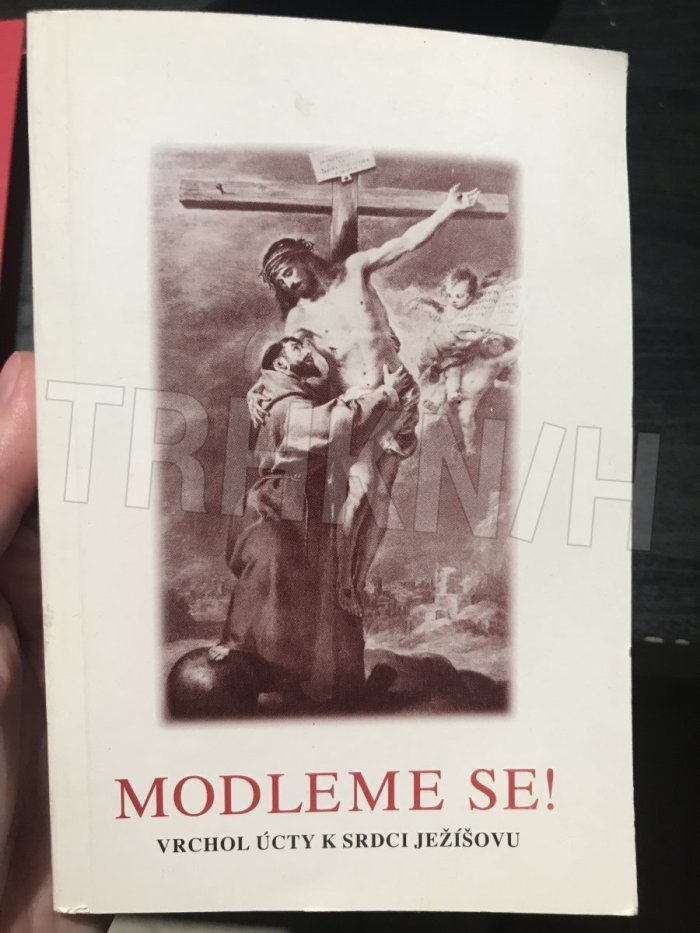 TRHKNIH
MODLEME SE!
VRCHOL ÚCTY K SRDCI JEŽÍŠOVU